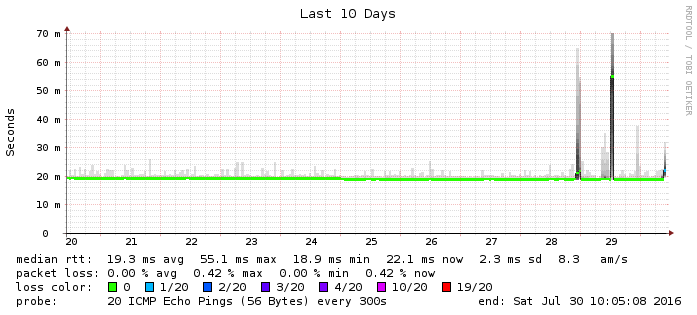 Last 10 Days
RRDTOOL / TOBI OETIKER
Seconds
70 m
60 m
50 m
40 m
30 m
20 m
10 m
0
20 21 22 23 24 25 26 27 28 29
median rtt: 19.3 ms avg 55.1 ms max 18.9 ms min 22.1 ms now 2.3 ms sd 8.3 am/s
packet loss: 0.00 % avg 0.42 % max 0.00 % min 0.42 % now
loss color: 0 1/20 2/20 3/20 4/20 10/20 19/20
probe: 20 ICMP Echo Pings (56 Bytes) every 300s end: Sat Jul 30 10:05:08 2016